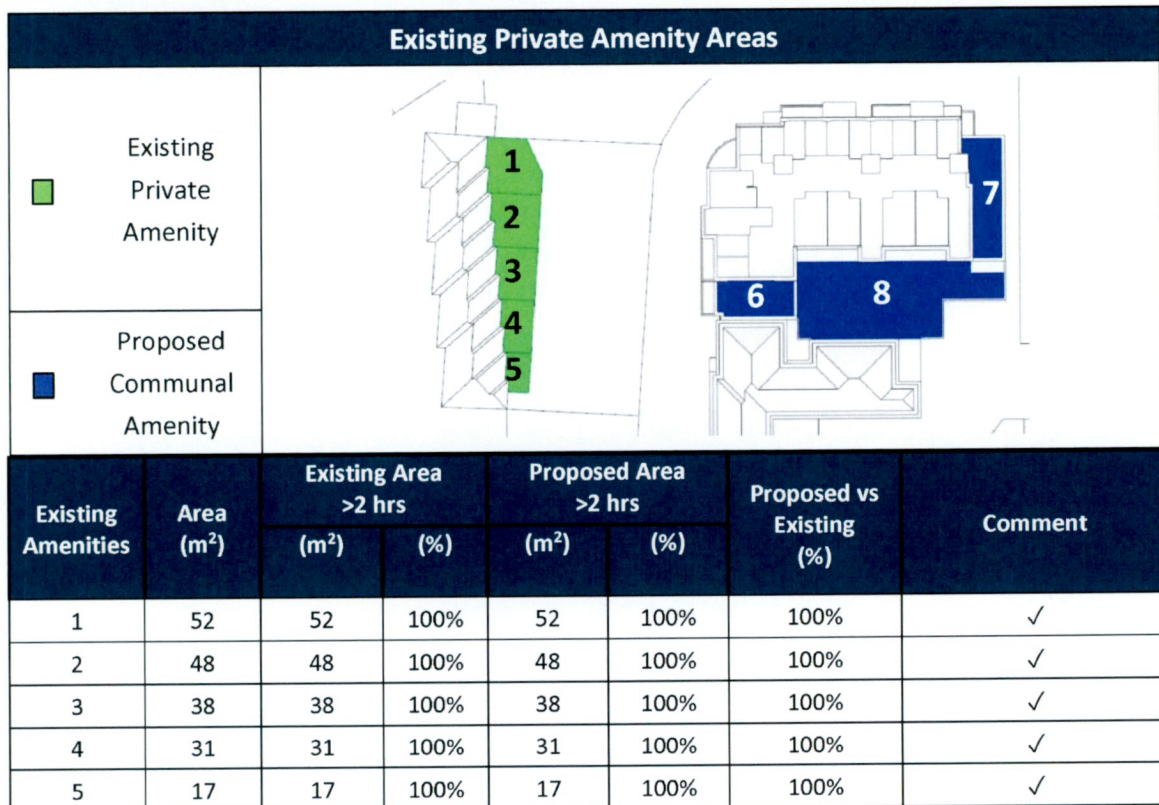 Existing Private Amenity Areas
Existing
Private
Amenity
Proposed
Communal
Amenity
1
2
3
4
5
6
7
8
Existing
Amenities
Area
(m²)
Existing Area
>2 hrs
(m²) (%)
Proposed Area
>2 hrs
(m²) (%)
Proposed vs
Existing
(%)
Comment
1 52 52 100% 52 100% 100% ✓
2 48 48 100% 48 100% 100% ✓
3 38 38 100% 38 100% 100% ✓
4 31 31 100% 31 100% 100% ✓
5 17 17 100% 17 100% 100% ✓